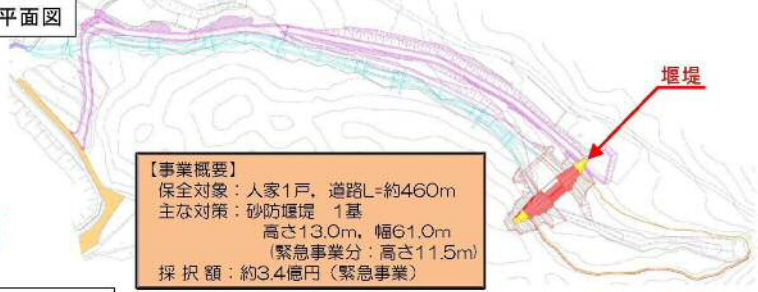 平面図
堰堤
【事業概要】
保全対象：人家1戸，道路L=約460m
主な対策：砂防堰堤　1基
高さ13.0m，幅61.0m
(緊急事業分：高さ11.5m)
採択額：約3.4億円（緊急事業）